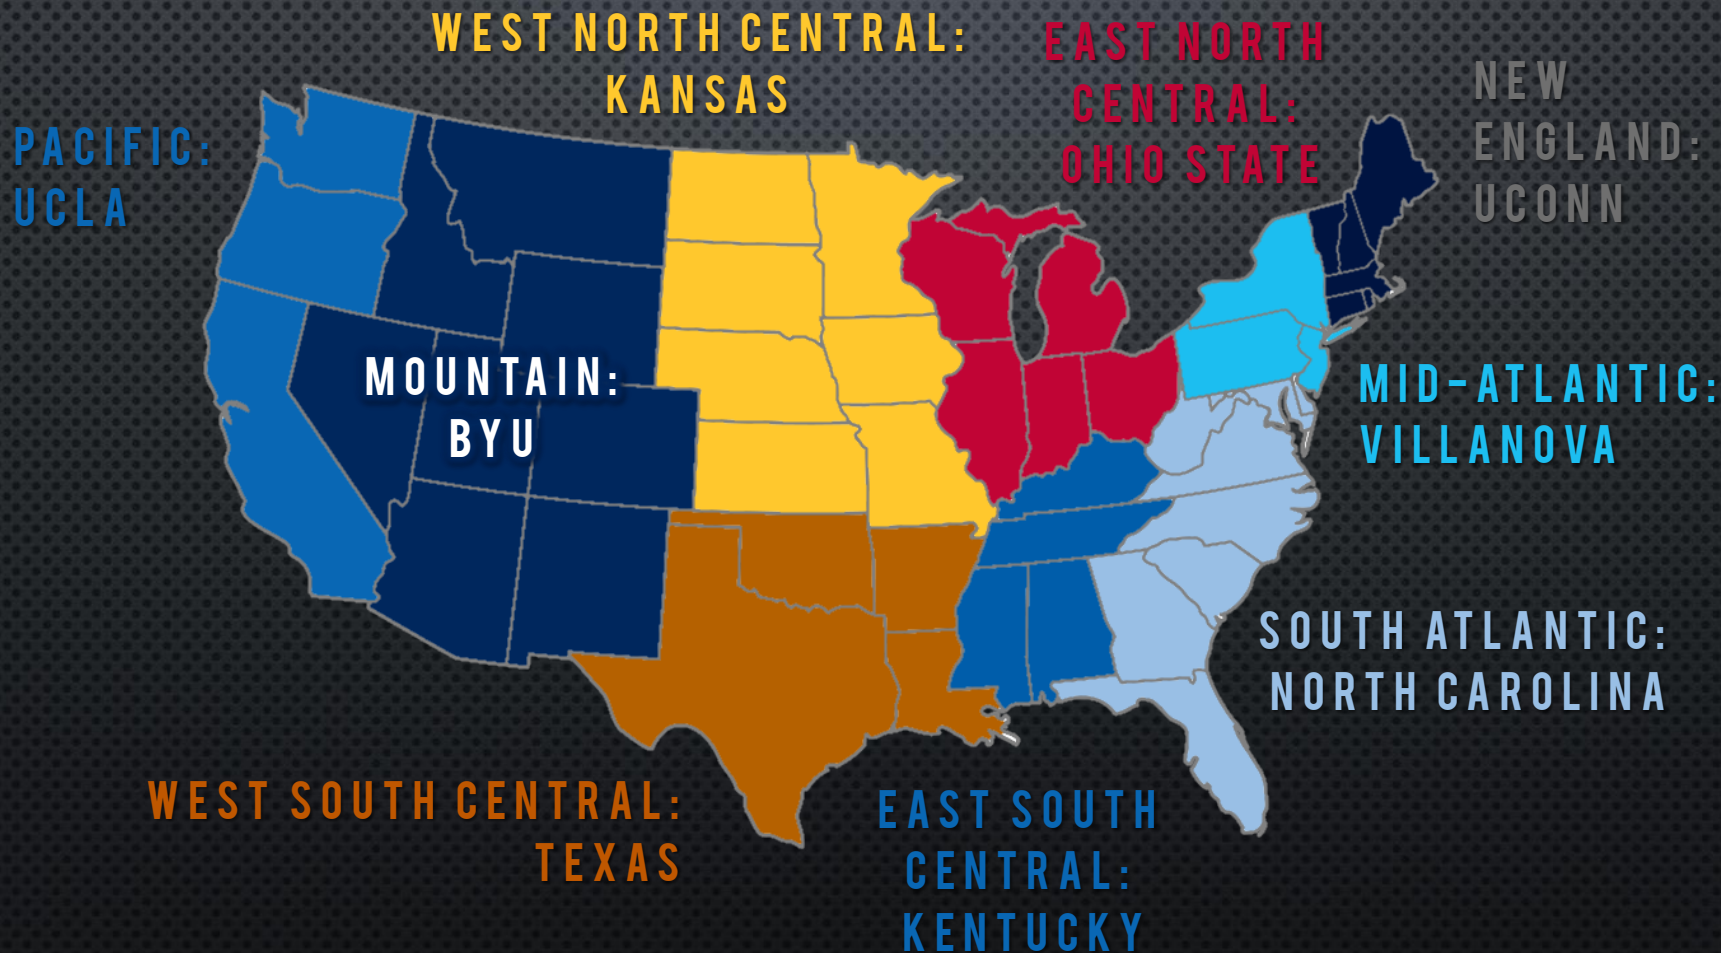 WEST NORTH CENTRAL:
KANSAS
EAST NORTH
CENTRAL:
OHIO STATE
NEW
ENGLAND:
UCONN
PACIFIC:
UCLA
MOUNTAIN:
BYU
MID-ATLANTIC:
VILLANOVA
SOUTH ATLANTIC:
NORTH CAROLINA
WEST SOUTH CENTRAL:
TEXAS
EAST SOUTH
CENTRAL:
KENTUCKY